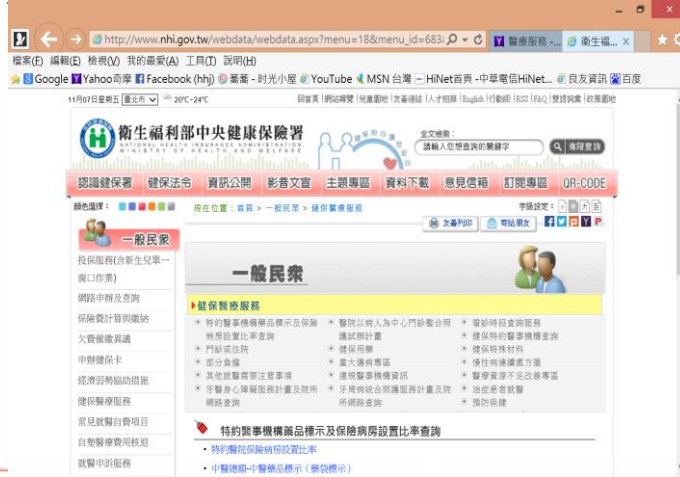 http://www.nhi.gov.tw/webdata/webdata.aspx?menu=18&menu_id=683
醫療服務 -...
衛生福...
檔案(F) 編輯(E) 檢視(V) 我的最愛(A) 工具(T) 說明(H)
Google Yahoo奇摩 Facebook (hhj) 蓄薰 - 时光小屋 YouTube MSN 台灣 HiNet首頁 -中華電信HiNet... 良友資訊 百度
11月07日星期五 臺北市 20°C~24°C
回首頁 |網站導覽 |兒童園地 |友善連結 |人才招募 |English |行動版 |RSS |FAQ |雙語詞彙 |政風園地
衛生福利部中央健康保險署
NATIONAL HEALTH INSURANCE ADMINISTRATION
MINISTRY OF HEALTH AND WELFARE
全文檢索：
請輸入您想查詢的關鍵字
進階查詢
認識健保署 健保法令 資訊公開 影音文宣 主題專區 資料下載 意見信箱 訂閱專區 QR-CODE
顏色選擇：
現在位置：首頁 > 一般民眾 > 健保醫療服務
字級設定：小 中 大
友善列印 寄給朋友
一般民眾
投保服務(含新生兒單一窗口作業)
網路申辦及查詢
保險費計算與繳納
欠費催繳異議
申辦健保卡
經濟弱勢協助措施
健保醫療服務
常見就醫自費項目
自墊醫療費用核退
就醫申訴服務
一般民眾
健保醫療服務
特約醫事機構藥品標示及保險病房設置比率查詢
醫院以病人為中心門診整合照護試辦計畫
看診時段查詢服務
健保特約醫事機構查詢
門診或住院
健保用藥
健保特殊材料
部分負擔
重大傷病專區
慢性病連續處方箋
其他就醫需要注意事項
違規醫事機構資訊
醫療資源不足改善專區
牙醫身心障礙服務計畫及院所網路查詢
牙周病統合照護服務計畫及院所網路查詢
油症患者就醫
預防保健
特約醫事機構藥品標示及保險病房設置比率查詢
特約醫院保險病房設置比率
中醫總額-中醫藥品標示（藥袋標示）